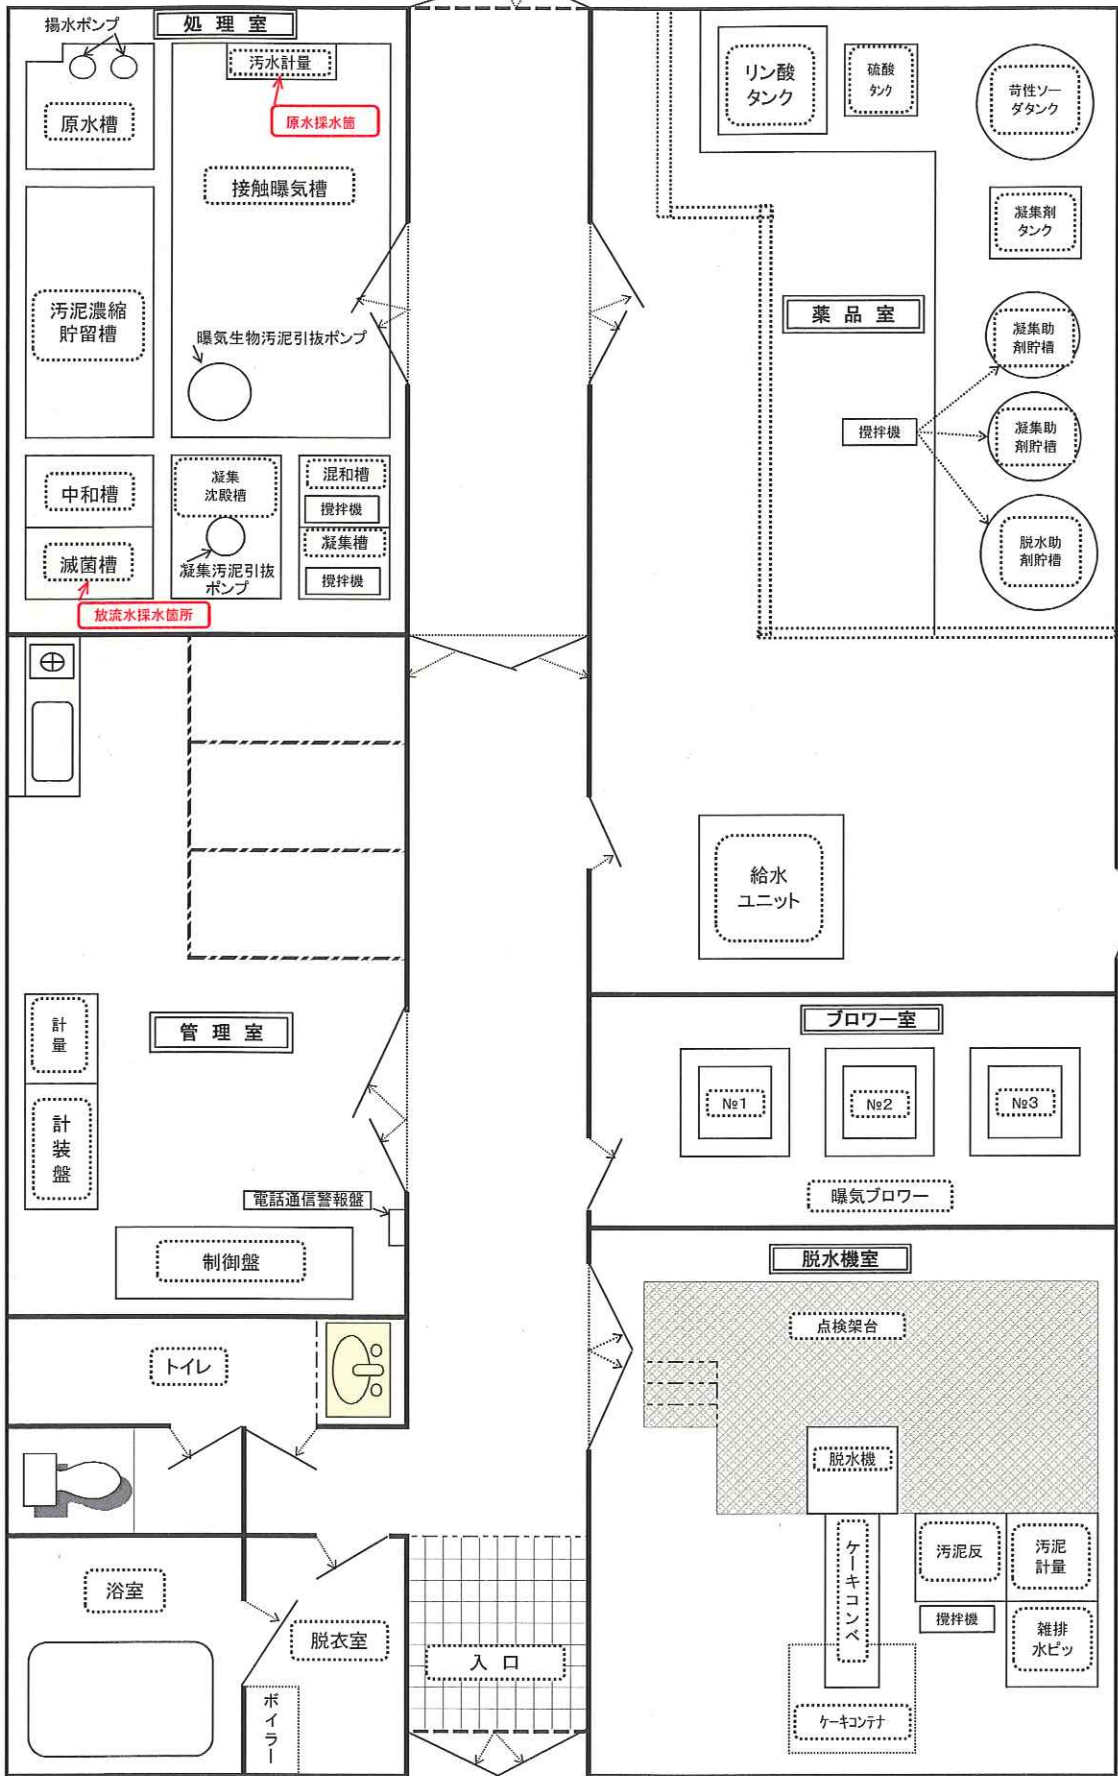 揚水ポンプ
処理室
汚水計量
原水採水箇
原水槽
接触曝気槽
汚泥濃縮
貯留槽
曝気生物汚泥引抜ポンプ
中和槽
凝集
沈殿槽
混和槽
攪拌機
凝集槽
攪拌機
滅菌槽
凝集汚泥引抜
ポンプ
放流水採水箇所
リン酸
タンク
硫酸
タンク
苛性ソー
ダタンク
凝集剤
タンク
薬品室
凝集助
剤貯槽
攪拌機
凝集助
剤貯槽
脱水助
剤貯槽
給水
ユニット
計
量
管理室
計
装
盤
電話通信警報盤
制御盤
ブロワー室
№1
№2
№3
曝気ブロワー
脱水機室
点検架台
脱水機
ケーキコンベ
汚泥反
汚泥
計量
攪拌機
雑排
水ピッ
ケーキコンテナ
トイレ
浴室
脱衣室
ボイラー
入口